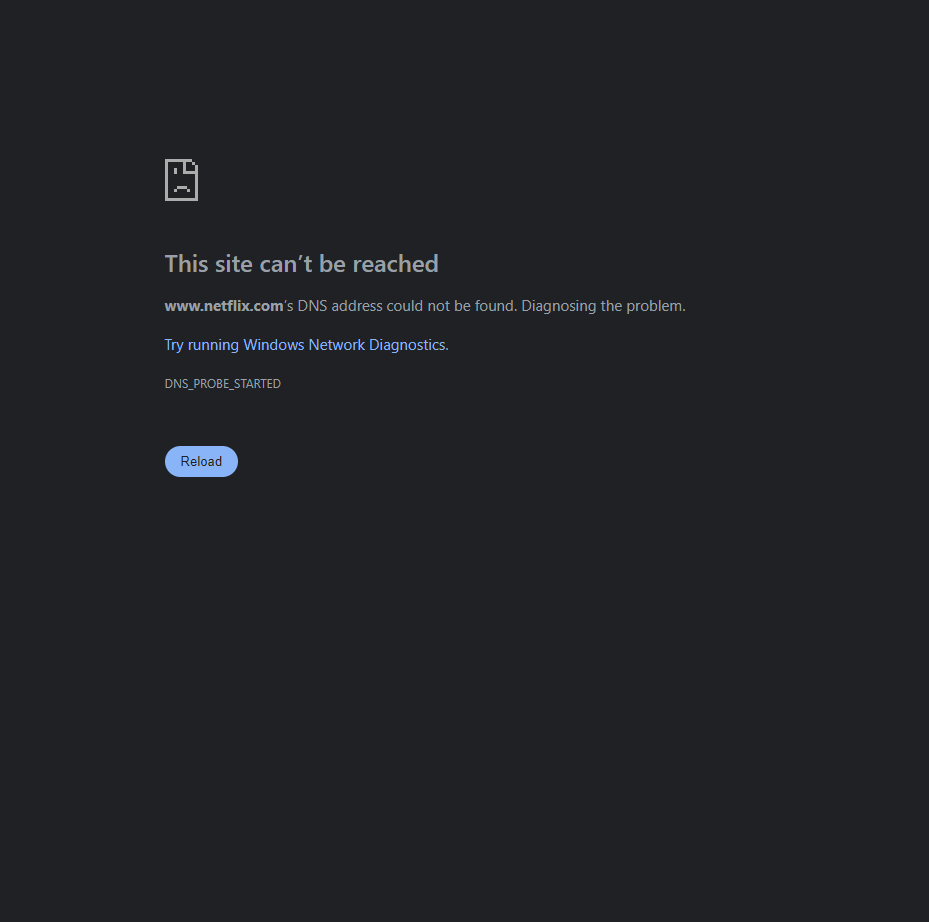 This site can’t be reached
www.netflix.com’s DNS address could not be found. Diagnosing the problem.
Try running Windows Network Diagnostics.
DNS_PROBE_STARTED
Reload